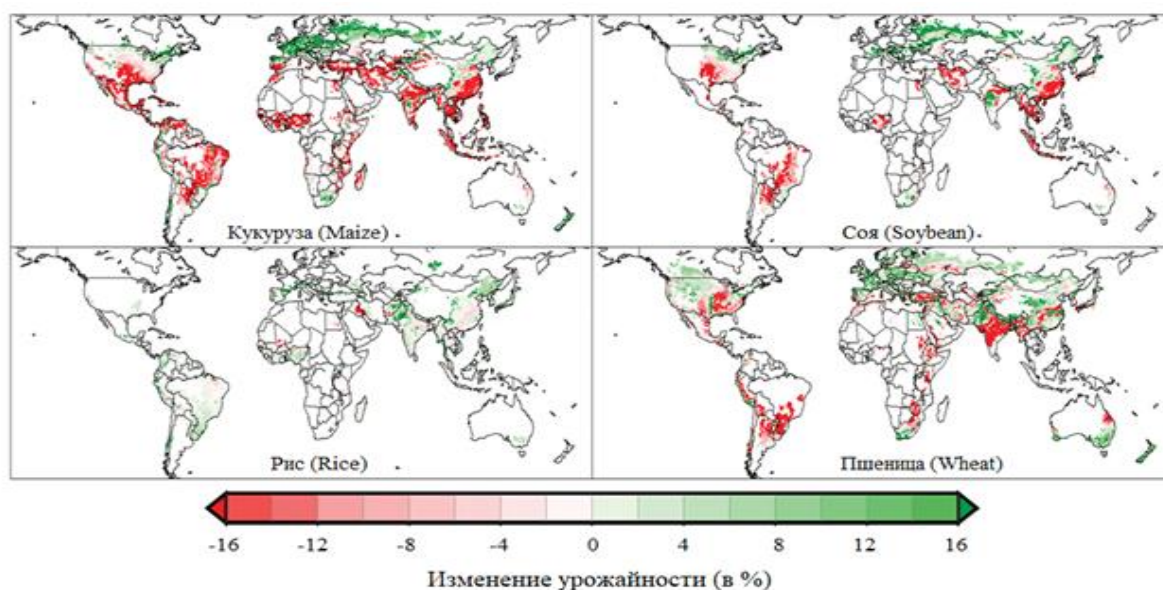 Кукуруза (Maize)
Соя (Soybean)
Рис (Rice)
Пшеница (Wheat)
-16 -12 -8 -4 0 4 8 12 16
Изменение урожайности (в %)